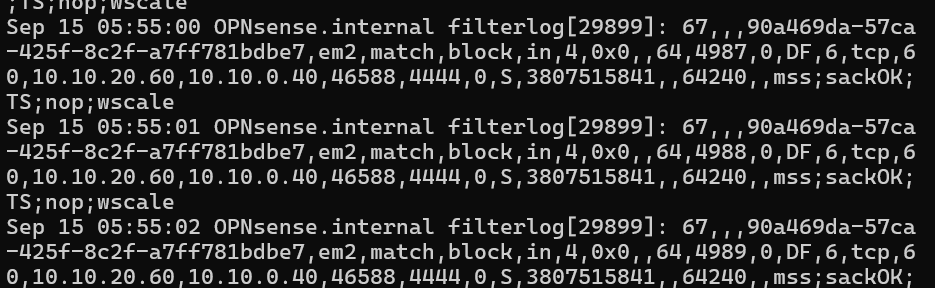 ;TS;nop;wscale
Sep 15 05:55:00 OPNsense.internal filterlog[29899]: 67,,,90a469da-57ca
-425f-8c2f-a7ff781bdbe7,em2,match,block,in,4,0x0,,64,4987,0,DF,6,tcp,6
0,10.10.20.60,10.10.0.40,46588,4444,0,S,3807515841,,64240,,mss;sackOK;
TS;nop;wscale
Sep 15 05:55:01 OPNsense.internal filterlog[29899]: 67,,,90a469da-57ca
-425f-8c2f-a7ff781bdbe7,em2,match,block,in,4,0x0,,64,4988,0,DF,6,tcp,6
0,10.10.20.60,10.10.0.40,46588,4444,0,S,3807515841,,64240,,mss;sackOK;
TS;nop;wscale
Sep 15 05:55:02 OPNsense.internal filterlog[29899]: 67,,,90a469da-57ca
-425f-8c2f-a7ff781bdbe7,em2,match,block,in,4,0x0,,64,4989,0,DF,6,tcp,6
0,10.10.20.60,10.10.0.40,46588,4444,0,S,3807515841,,64240,,mss;sackOK;